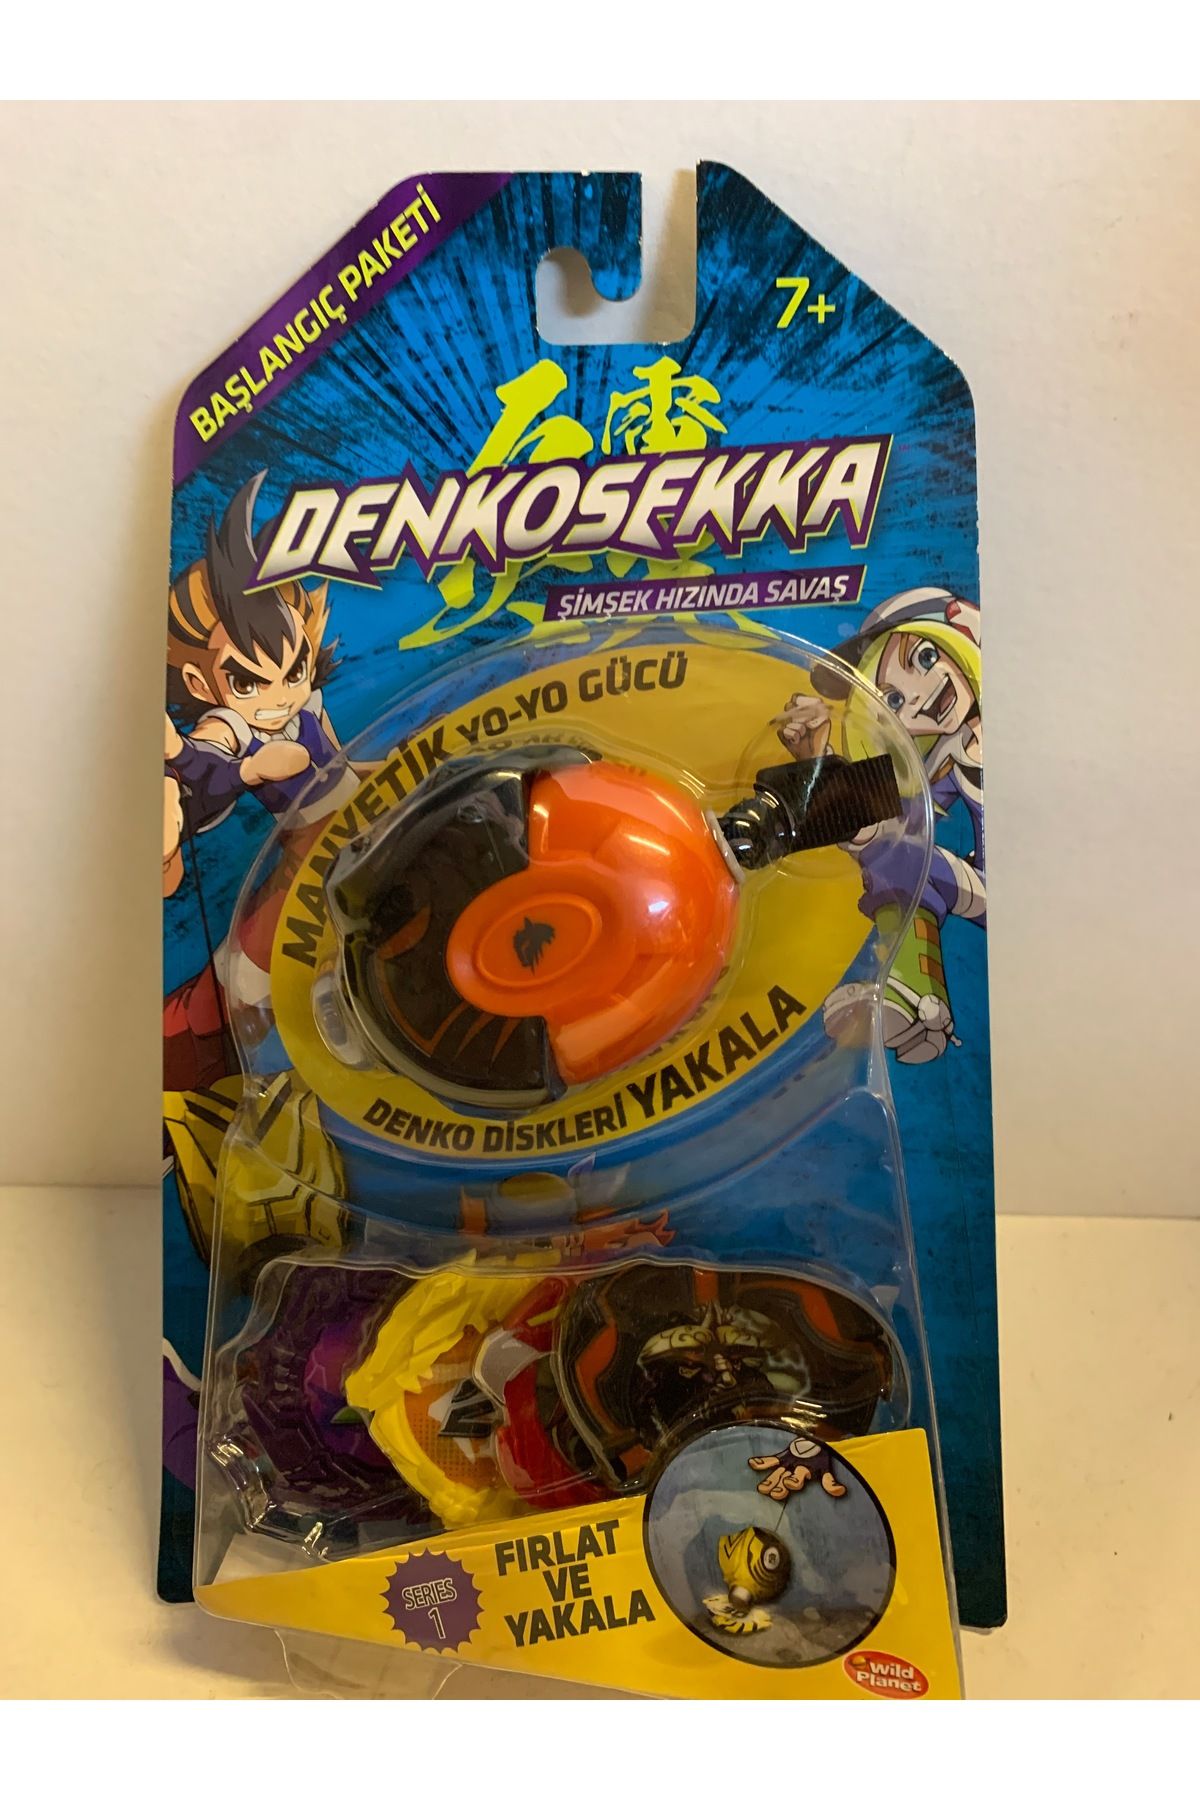 BAŞLANGIÇ PAKETİ
7+
DENKOSEKKA
ŞİMŞEK HIZINDA SAVAŞ
MANYETİK YO-YO GÜCÜ
DENKO DİSKLERİ YAKALA
SERIES
1
FIRLAT
VE
YAKALA
Wild
Planet